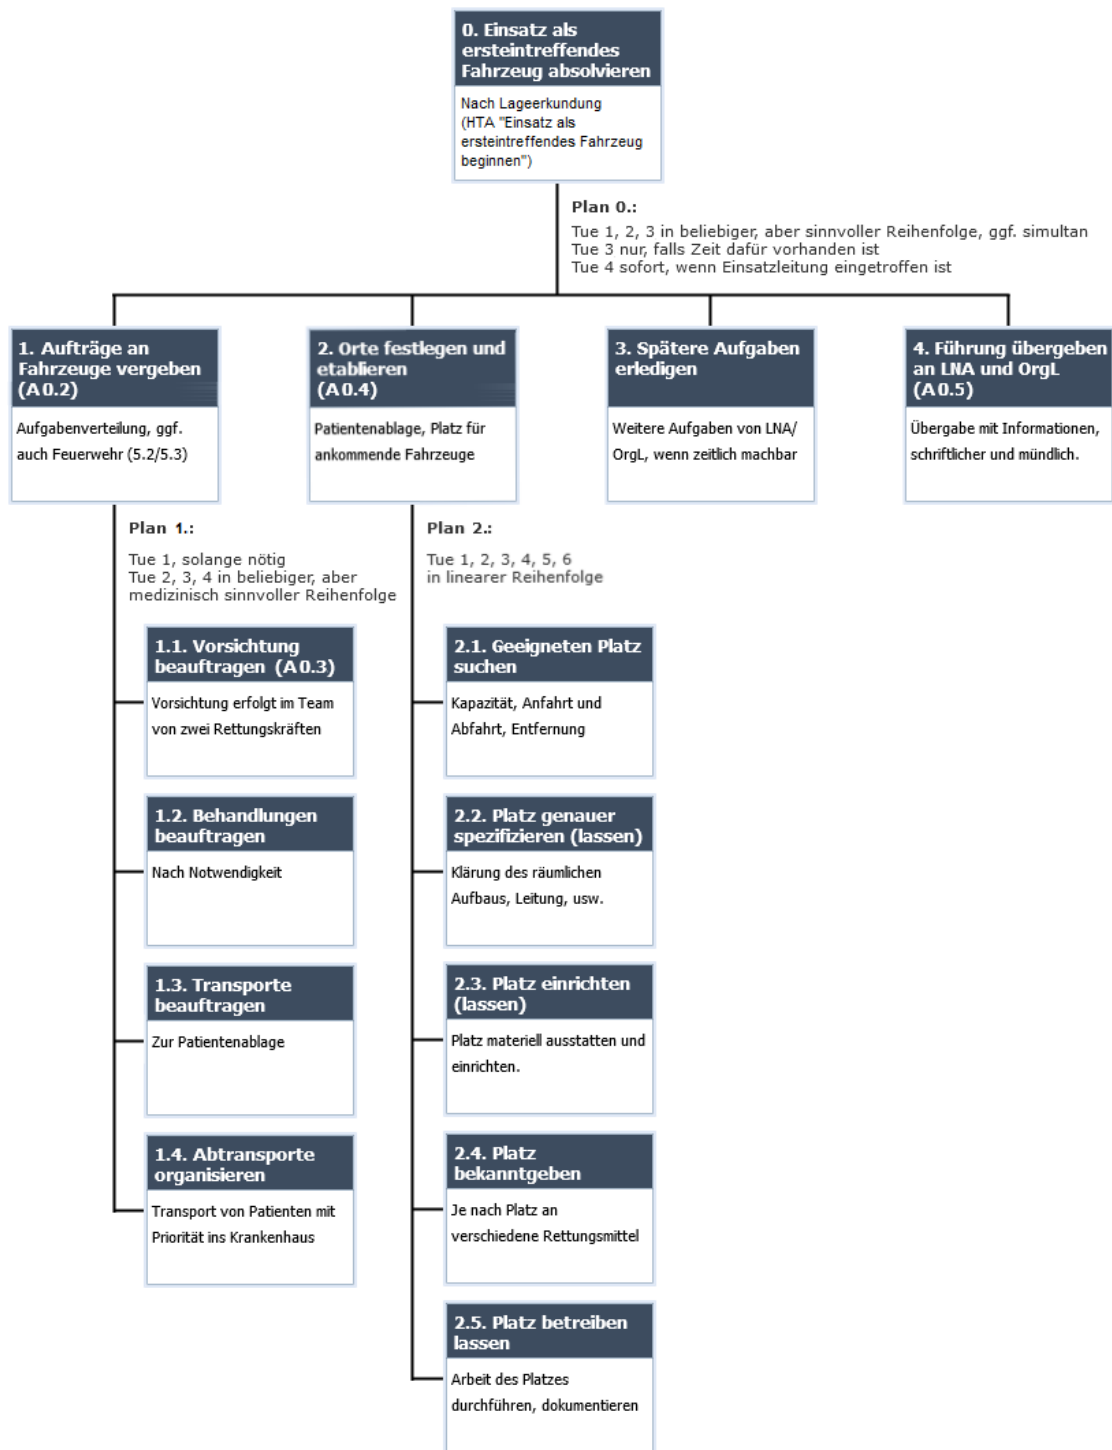 0. Einsatz als
ersteintreffendes
Fahrzeug absolvieren
Nach Lageerkundung
(HTA "Einsatz als
ersteintreffendes Fahrzeug
beginnen")
Plan 0.:
Tue 1, 2, 3 in beliebiger, aber sinnvoller Reihenfolge, ggf. simultan
Tue 3 nur, falls Zeit dafür vorhanden ist
Tue 4 sofort, wenn Einsatzleitung eingetroffen ist
1. Aufträge an
Fahrzeuge vergeben
(A0.2)
Aufgabenverteilung, ggf.
auch Feuerwehr (5.2/5.3)
2. Orte festlegen und
etablieren
(A0.4)
Patientenablage, Platz für
ankommende Fahrzeuge
3. Spätere Aufgaben
erledigen
Weitere Aufgaben von LNA/
OrgL, wenn zeitlich machbar
4. Führung übergeben
an LNA und OrgL
(A0.5)
Übergabe mit Informationen,
schriftlicher und mündlich.
Plan 1.:
Tue 1, solange nötig
Tue 2, 3, 4 in beliebiger, aber
medizinisch sinnvoller Reihenfolge
1.1. Vorsichtung
beauftragen (A0.3)
Vorsichtung erfolgt im Team
von zwei Rettungskräften
1.2. Behandlungen
beauftragen
Nach Notwendigkeit
1.3. Transporte
beauftragen
Zur Patientenablage
1.4. Abtransporte
organisieren
Transport von Patienten mit
Priorität ins Krankenhaus
Plan 2.:
Tue 1, 2, 3, 4, 5, 6
in linearer Reihenfolge
2.1. Geeigneten Platz
suchen
Kapazität, Anfahrt und
Abfahrt, Entfernung
2.2. Platz genauer
spezifizieren (lassen)
Klärung des räumlichen
Aufbaus, Leitung, usw.
2.3. Platz einrichten
(lassen)
Platz materiell ausstatten und
einrichten.
2.4. Platz
bekanntgeben
Je nach Platz an
verschiedene Rettungsmittel
2.5. Platz betreiben
lassen
Arbeit des Platzes
durchführen, dokumentieren